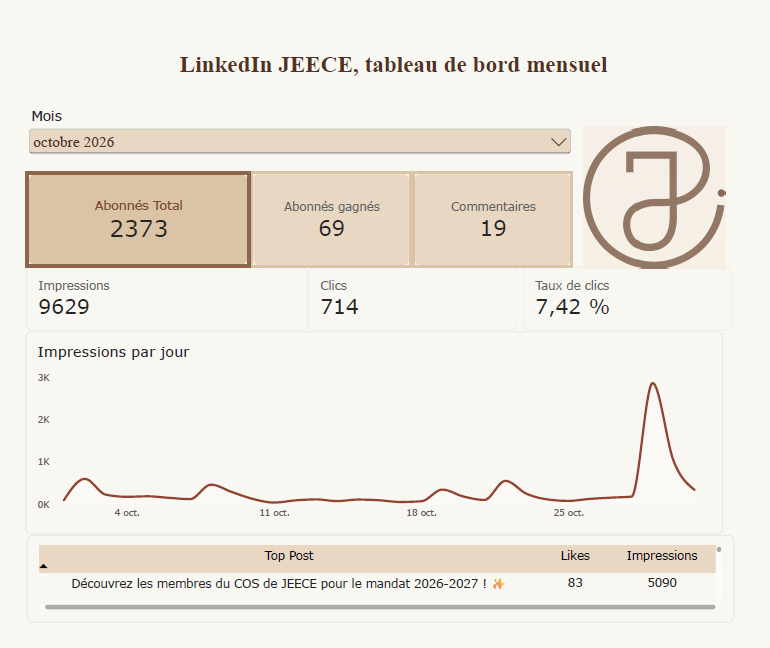 LinkedIn JEECE, tableau de bord mensuel
Mois
octobre 2026
Abonnés Total
2373
Abonnés gagnés
69
Commentaires
19
Impressions
9629
Clics
714
Taux de clics
7,42 %
Impressions par jour
3K
2K
1K
0K
4 oct. 11 oct. 18 oct. 25 oct.
Top Post Likes Impressions
Découvrez les membres du COS de JEECE pour le mandat 2026-2027 ! ✨ 83 5090